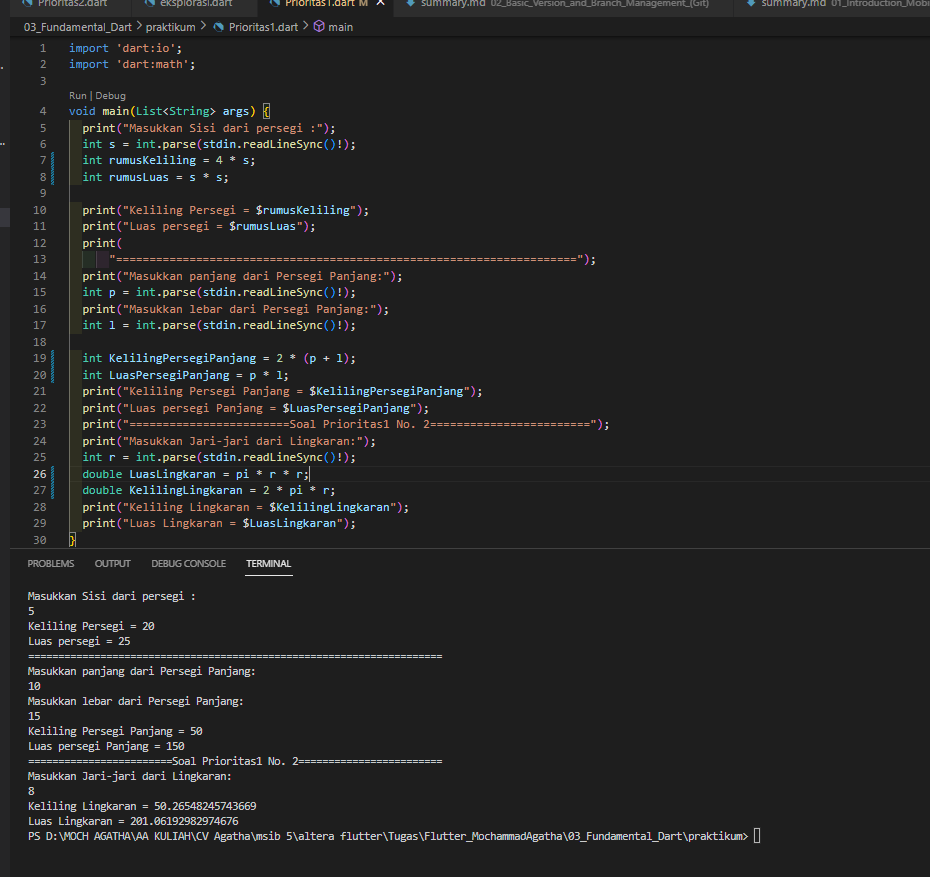 Prioritas2.dart eksplorasi.dart Prioritas1.dart M × summary.md 02_Basic_Version_and_Branch_Management_(Git) summary.md 01_Introduction_Mobi
03_Fundamental_Dart > praktikum > Prioritas1.dart > main
1 import 'dart:io';
2 import 'dart:math';
3
Run | Debug
4 void main(List<String> args) {
5 print("Masukkan Sisi dari persegi :");
6 int s = int.parse(stdin.readLineSync()!);
7 int rumusKeliling = 4 * s;
8 int rumusLuas = s * s;
9
10 print("Keliling Persegi = $rumusKeliling");
11 print("Luas persegi = $rumusLuas");
12 print(
13 "=====================================================================");
14 print("Masukkan panjang dari Persegi Panjang:");
15 int p = int.parse(stdin.readLineSync()!);
16 print("Masukkan lebar dari Persegi Panjang:");
17 int l = int.parse(stdin.readLineSync()!);
18
19 int KelilingPersegiPanjang = 2 * (p + l);
20 int LuasPersegiPanjang = p * l;
21 print("Keliling Persegi Panjang = $KelilingPersegiPanjang");
22 print("Luas persegi Panjang = $LuasPersegiPanjang");
23 print("========================Soal Prioritas1 No. 2========================");
24 print("Masukkan Jari-jari dari Lingkaran:");
25 int r = int.parse(stdin.readLineSync()!);
26 double LuasLingkaran = pi * r * r;
27 double KelilingLingkaran = 2 * pi * r;
28 print("Keliling Lingkaran = $KelilingLingkaran");
29 print("Luas Lingkaran = $LuasLingkaran");
30 }
PROBLEMS OUTPUT DEBUG CONSOLE TERMINAL
Masukkan Sisi dari persegi :
5
Keliling Persegi = 20
Luas persegi = 25
=====================================================================
Masukkan panjang dari Persegi Panjang:
10
Masukkan lebar dari Persegi Panjang:
15
Keliling Persegi Panjang = 50
Luas persegi Panjang = 150
========================Soal Prioritas1 No. 2========================
Masukkan Jari-jari dari Lingkaran:
8
Keliling Lingkaran = 50.26548245743669
Luas Lingkaran = 201.06192982974676
PS D:\MOCH AGATHA\AA KULIAH\CV Agatha\msib 5\altera flutter\Tugas\Flutter_MochammadAgatha\03_Fundamental_Dart\praktikum>